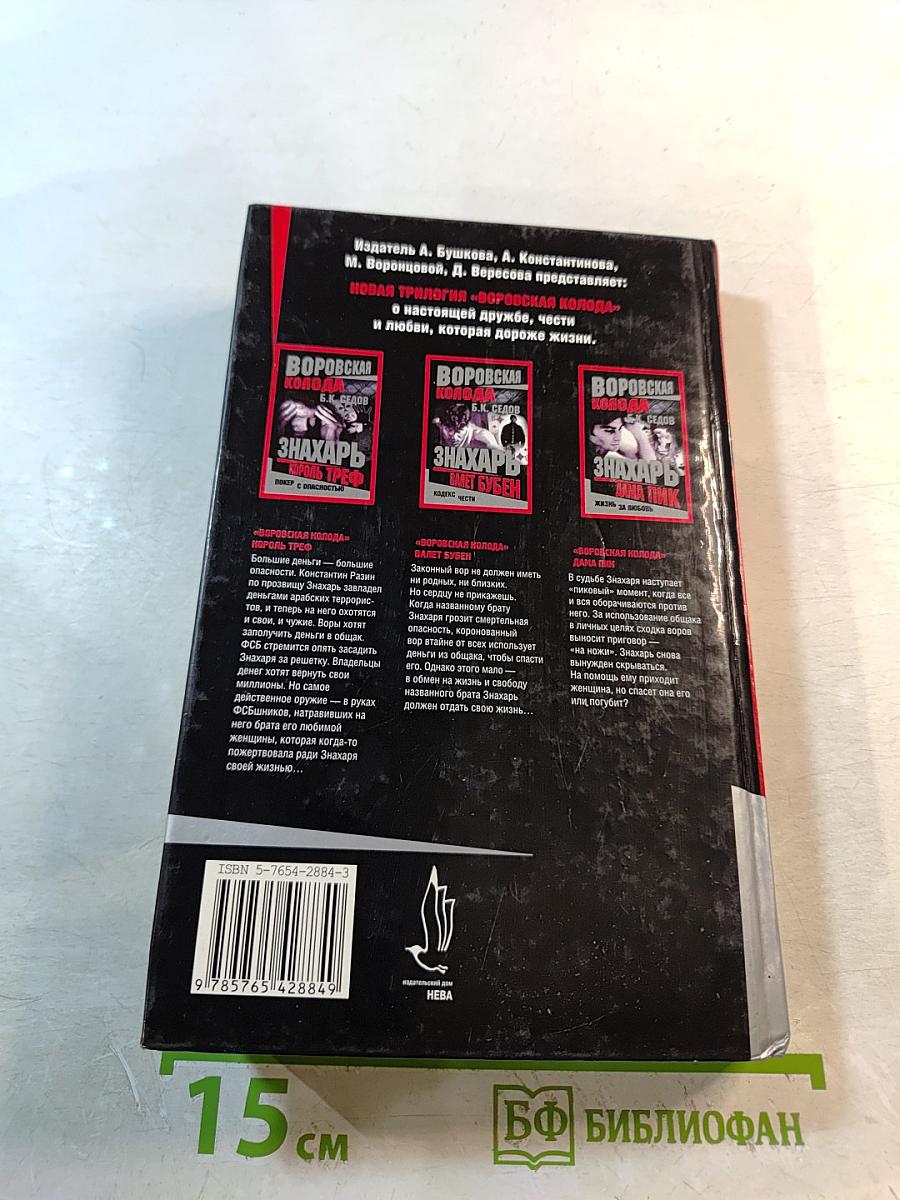 Издатель А. Бушкова, А. Константинова,
М. Воронцовой, Д. Вересова представляет:
НОВАЯ ТРИЛОГИЯ «ВОРОВСКАЯ КОЛОДА»
о настоящей дружбе, чести
и любви, которая дороже жизни.
ВОРОВСКАЯ
КОЛОДА
Б.К. СЕДОВ
ЗНАХАРЬ
КОРОЛЬ ТРЕФ
ПОКЕР С ОПАСНОСТЬЮ
ВОРОВСКАЯ
КОЛОДА
Б.К. СЕДОВ
ЗНАХАРЬ
ВАЛЕТ БУБЕН
КОДЕКС ЧЕСТИ
ВОРОВСКАЯ
КОЛОДА
Б.К. СЕДОВ
ЗНАХАРЬ
ДАМА ПИК
ЖИЗНЬ ЗА ЛЮБОВЬ
«ВОРОВСКАЯ КОЛОДА»
КОРОЛЬ ТРЕФ
Большие деньги — большие
опасности. Константин Разин
по прозвищу Знахарь завладел
деньгами арабских террорис-
тов, и теперь на него охотятся
и свои, и чужие. Воры хотят
заполучить деньги в общак.
ФСБ стремится опять засадить
Знахаря за решетку. Владельцы
денег хотят вернуть свои
миллионы. Но самое
действенное оружие — в руках
ФСБшников, натравивших на
него брата его любимой
женщины, которая когда-то
пожертвовала ради Знахаря
своей жизнью...
«ВОРОВСКАЯ КОЛОДА»
ВАЛЕТ БУБЕН
Законный вор не должен иметь
ни родных, ни близких.
Но сердцу не прикажешь.
Когда названному брату
Знахаря грозит смертельная
опасность, коронованный
вор втайне от всех использует
деньги из общака, чтобы спасти
его. Однако этого мало —
в обмен на жизнь и свободу
названного брата Знахарь
должен отдать свою жизнь...
«ВОРОВСКАЯ КОЛОДА»
ДАМА ПИК
В судьбе Знахаря наступает
«пиковый» момент, когда все
и вся оборачиваются против
него. За использование общака
в личных целях сходка воров
выносит приговор —
«на ножи». Знахарь снова
вынужден скрываться.
На помощь ему приходит
женщина, но спасет она его
или погубит?
ISBN 5-7654-2884-3
9 785765 428849
издательский дом
НЕВА
15 см
БФ БИБЛИОФАН